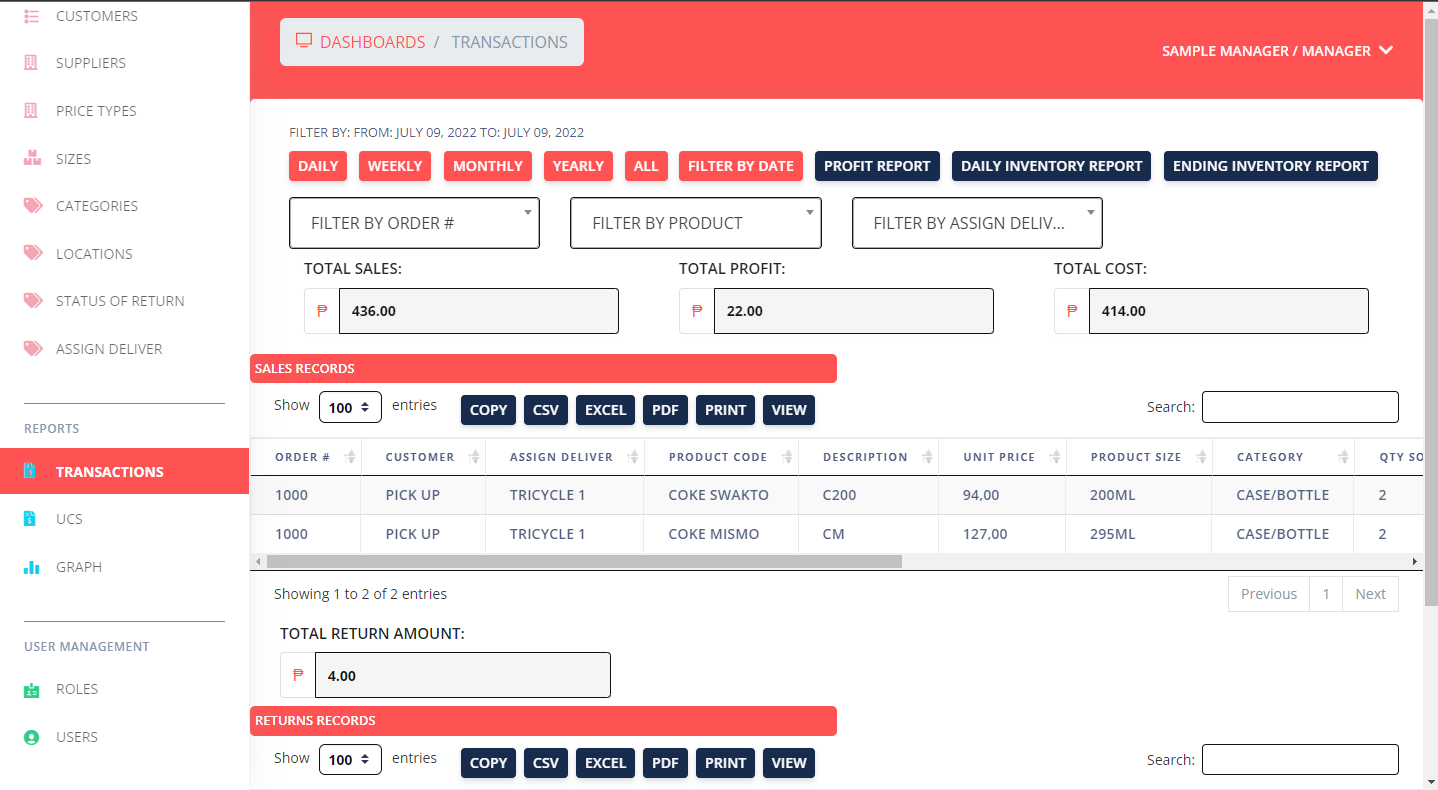 CUSTOMERS
SUPPLIERS
PRICE TYPES
SIZES
CATEGORIES
LOCATIONS
STATUS OF RETURN
ASSIGN DELIVER
REPORTS
TRANSACTIONS
UCS
GRAPH
USER MANAGEMENT
ROLES
USERS
DASHBOARDS / TRANSACTIONS
SAMPLE MANAGER / MANAGER
FILTER BY: FROM: JULY 09, 2022 TO: JULY 09, 2022
DAILY WEEKLY MONTHLY YEARLY ALL FILTER BY DATE PROFIT REPORT DAILY INVENTORY REPORT ENDING INVENTORY REPORT
FILTER BY ORDER # FILTER BY PRODUCT FILTER BY ASSIGN DELIV...
TOTAL SALES: TOTAL PROFIT: TOTAL COST:
₱ 436.00 ₱ 22.00 ₱ 414.00
SALES RECORDS
Show 100 entries COPY CSV EXCEL PDF PRINT VIEW Search:
ORDER # CUSTOMER ASSIGN DELIVER PRODUCT CODE DESCRIPTION UNIT PRICE PRODUCT SIZE CATEGORY QTY SO
1000 PICK UP TRICYCLE 1 COKE SWAKTO C200 94,00 200ML CASE/BOTTLE 2
1000 PICK UP TRICYCLE 1 COKE MISMO CM 127,00 295ML CASE/BOTTLE 2
Showing 1 to 2 of 2 entries Previous 1 Next
TOTAL RETURN AMOUNT:
₱ 4.00
RETURNS RECORDS
Show 100 entries COPY CSV EXCEL PDF PRINT VIEW Search: